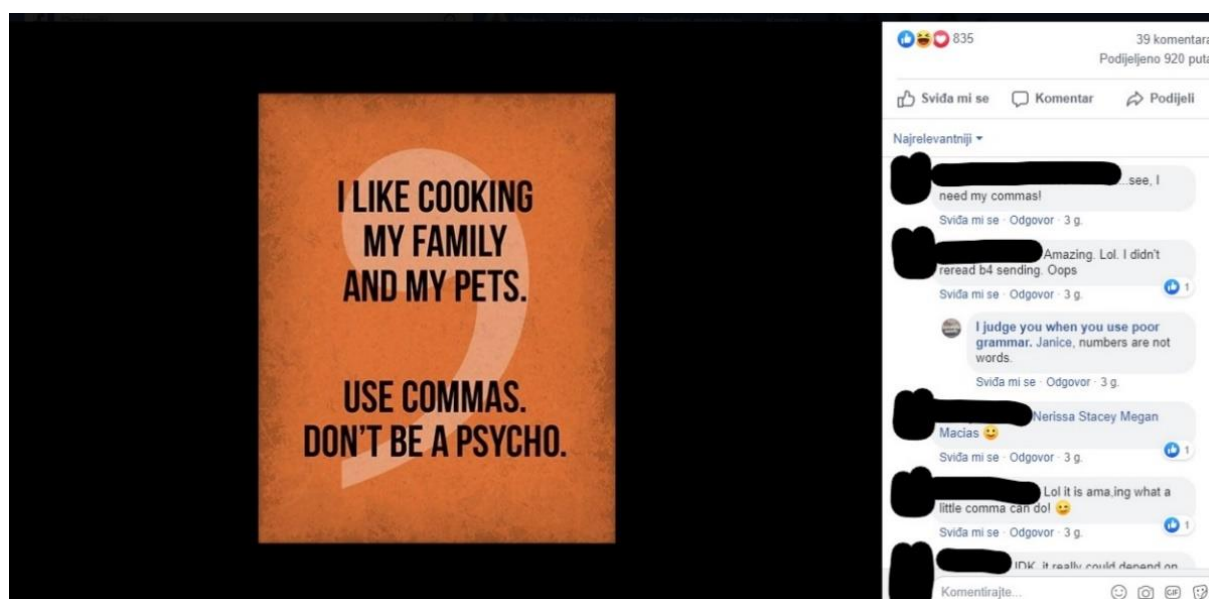 I LIKE COOKING
MY FAMILY
AND MY PETS.
USE COMMAS.
DON'T BE A PSYCHO.
835
39 komentara
Podijeljeno 920 puta
Sviđa mi se
Komentar
Podijeli
Najrelevantniji
...see, I
need my commas!
Sviđa mi se · Odgovor · 3 g.
Amazing. Lol. I didn't
reread b4 sending. Oops
Sviđa mi se · Odgovor · 3 g.
1
I judge you when you use poor
grammar. Janice, numbers are not
words.
Sviđa mi se · Odgovor · 3 g.
Nerissa Stacey Megan
Macias
Sviđa mi se · Odgovor · 3 g.
1
Lol it is ama,ing what a
little comma can do!
Sviđa mi se · Odgovor · 3 g.
1
IDK, it really could depend on
Komentirajte...
GIF